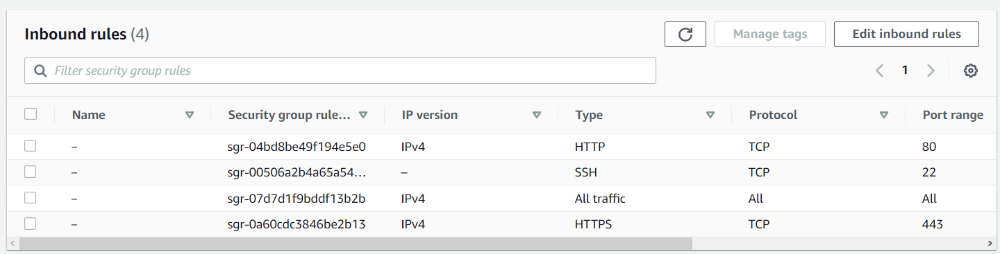 Inbound rules (4)
Manage tags
Edit inbound rules
Filter security group rules
1
Name Security group rule... IP version Type Protocol Port range
– sgr-04bd8be49f194e5e0 IPv4 HTTP TCP 80
– sgr-00506a2b4a65a54... – SSH TCP 22
– sgr-07d7d1f9bddf13b2b IPv4 All traffic All All
– sgr-0a60cdc3846be2b13 IPv4 HTTPS TCP 443